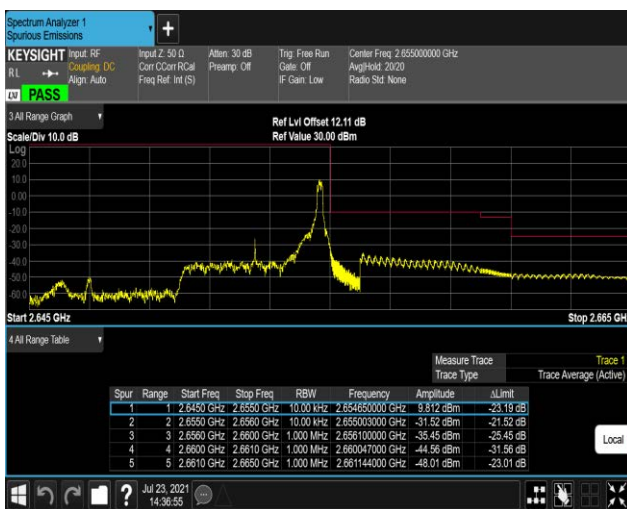 Spectrum Analyzer 1
Spurious Emissions
KEYSIGHT Input: RF Input Z: 50 Ω Atten: 30 dB Trig: Free Run Center Freq: 2.655000000 GHz
RL Coupling: DC Corr CCorr RCal Preamp: Off Gate: Off Avg|Hold: 20/20
Align: Auto Freq Ref: Int (S) IF Gain: Low Radio Std: None
LXI PASS
3 All Range Graph
Ref Lvl Offset 12.11 dB
Scale/Div 10.0 dB Ref Value 30.00 dBm
Log
20.0
10.0
0.00
-10.0
-20.0
-30.0
-40.0
-50.0
-60.0
Start 2.645 GHz Stop 2.665 GH
4 All Range Table
Measure Trace Trace 1
Trace Type Trace Average (Active)
Spur Range Start Freq Stop Freq RBW Frequency Amplitude ΔLimit
1 1 2.6450 GHz 2.6550 GHz 10.00 kHz 2.654650000 GHz 9.812 dBm -23.19 dB
2 2 2.6550 GHz 2.6560 GHz 10.00 kHz 2.655003000 GHz -31.52 dBm -21.52 dB
3 3 2.6560 GHz 2.6600 GHz 1.000 MHz 2.656100000 GHz -35.45 dBm -25.45 dB
4 4 2.6600 GHz 2.6610 GHz 1.000 MHz 2.660047000 GHz -44.56 dBm -31.56 dB
5 5 2.6610 GHz 2.6650 GHz 1.000 MHz 2.661144000 GHz -48.01 dBm -23.01 dB
Local
?
Jul 23, 2021
14:36:55